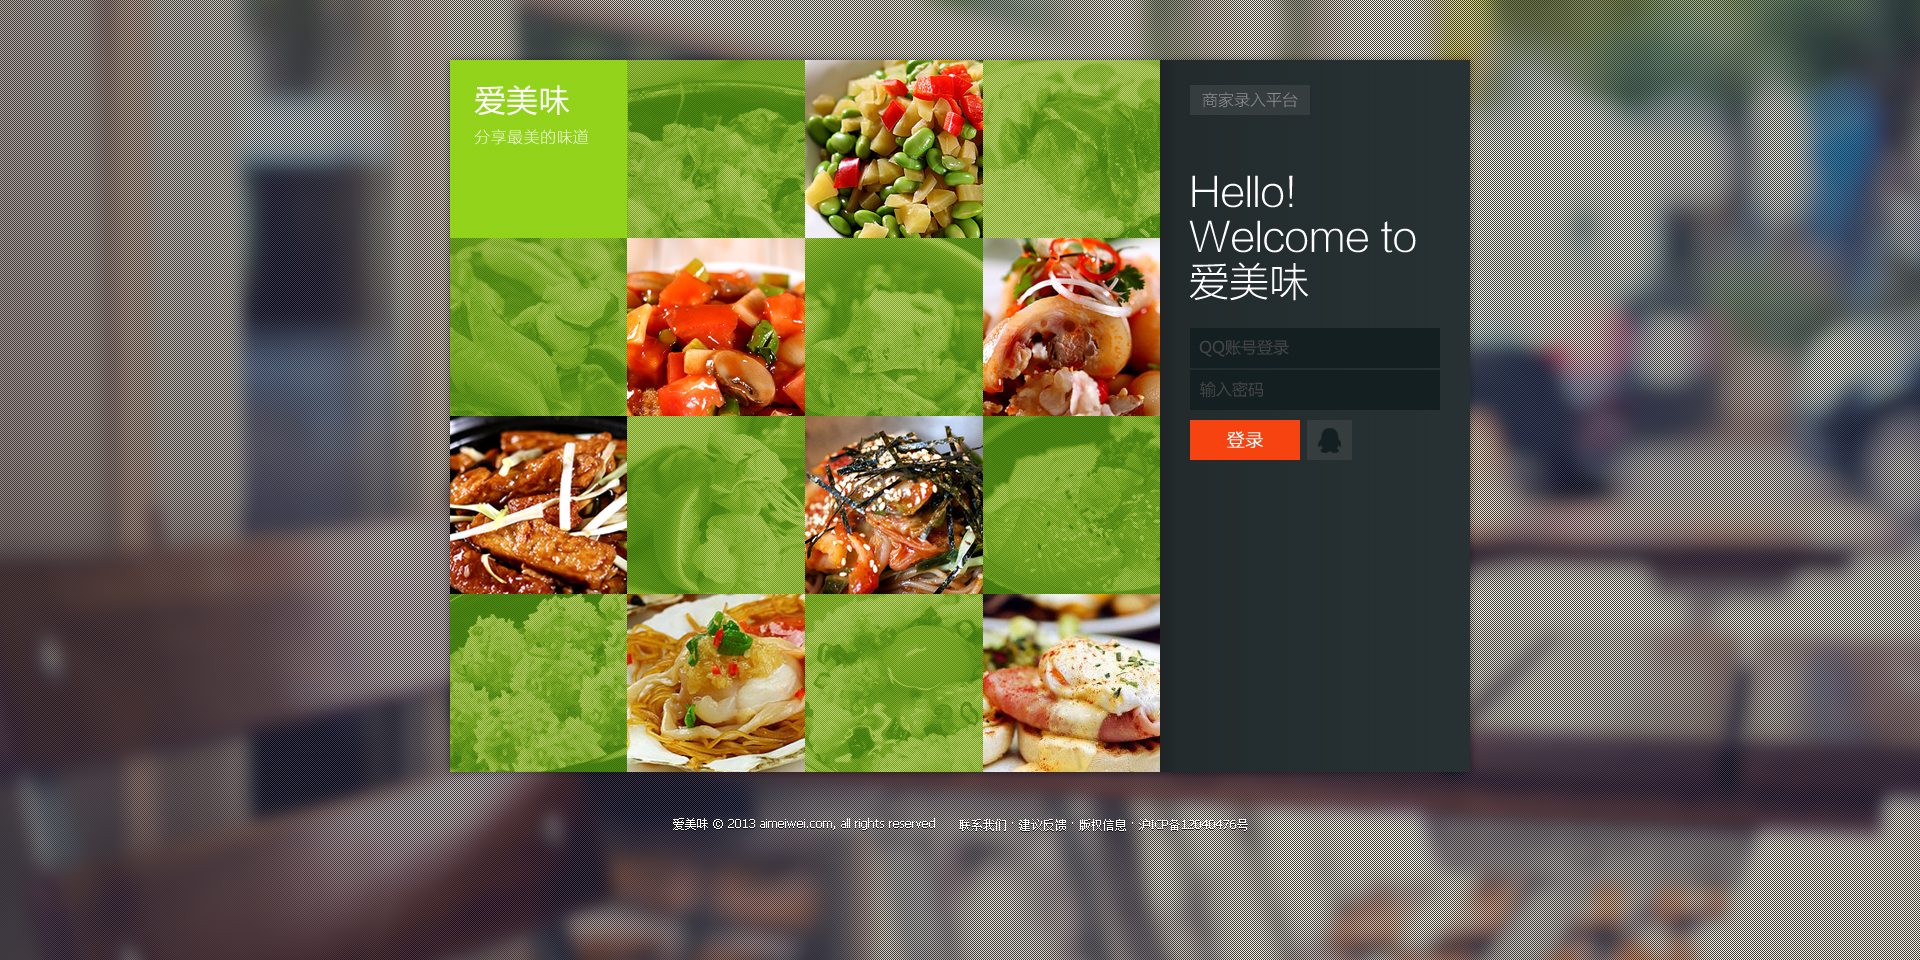 爱美味
分享最美的味道
商家录入平台
Hello!
Welcome to
爱美味
QQ账号登录
输入密码
登录
爱美味 © 2013 aimeiwei.com, all rights reserved 联系我们 · 建议反馈 · 版权信息 · 沪ICP备12040476号